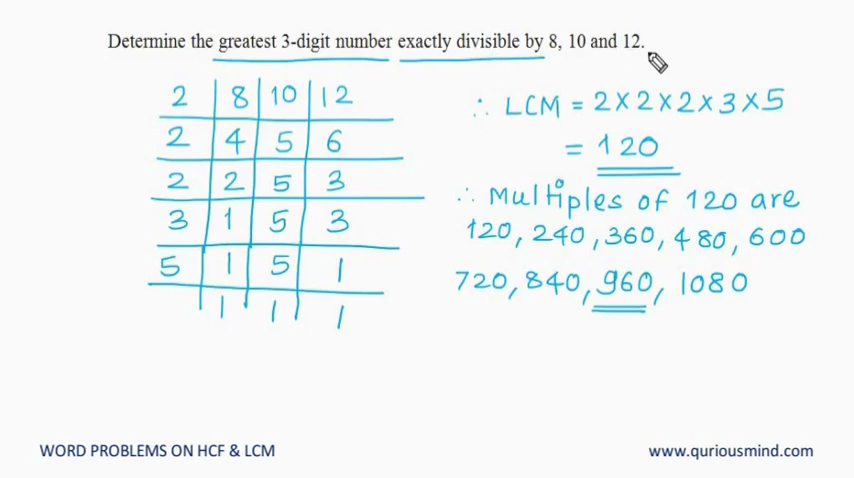 Determine the greatest 3-digit number exactly divisible by 8, 10 and 12.
2 8 10 12
2 4 5 6
2 2 5 3
3 1 5 3
5 1 5 1
1 1 1
∴ LCM = 2×2×2×3×5
= 120
∴ Multiples of 120 are
120, 240, 360, 480, 600
720, 840, 960, 1080
WORD PROBLEMS ON HCF & LCM
www.quriousmind.com